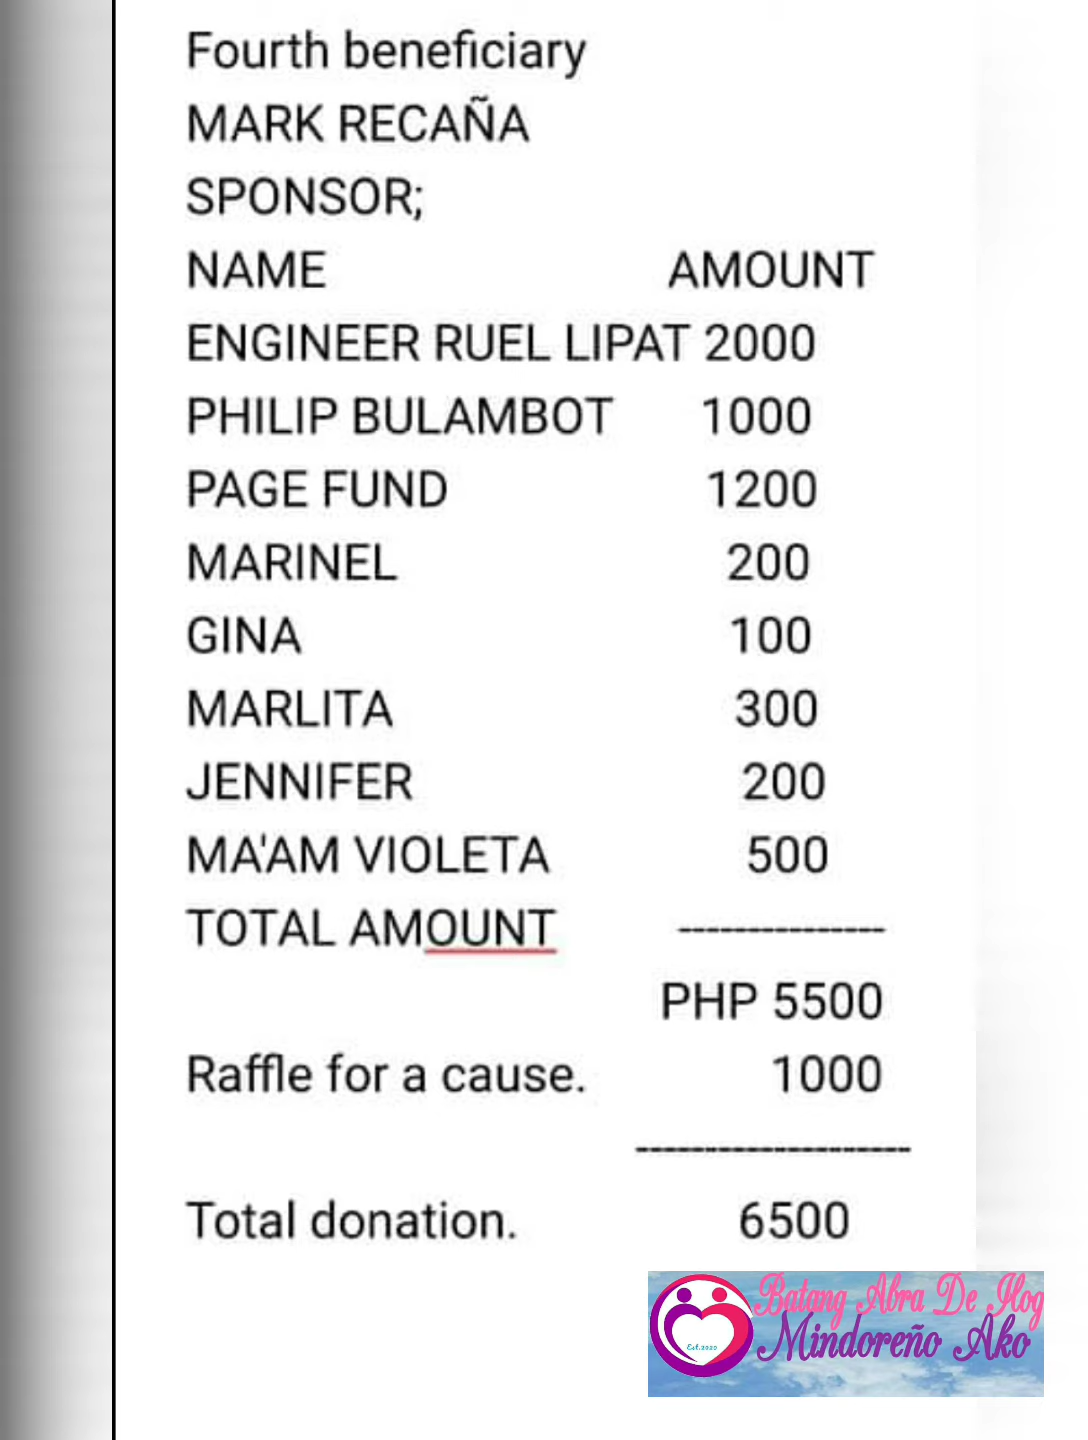 Fourth beneficiary
MARK RECAÑA
SPONSOR;
NAME AMOUNT
ENGINEER RUEL LIPAT 2000
PHILIP BULAMBOT 1000
PAGE FUND 1200
MARINEL 200
GINA 100
MARLITA 300
JENNIFER 200
MA'AM VIOLETA 500
TOTAL AMOUNT ---------------
PHP 5500
Raffle for a cause. 1000
--------------------
Total donation. 6500
Batang Abra De Ilog
Mindoreño Ako
Est.2020